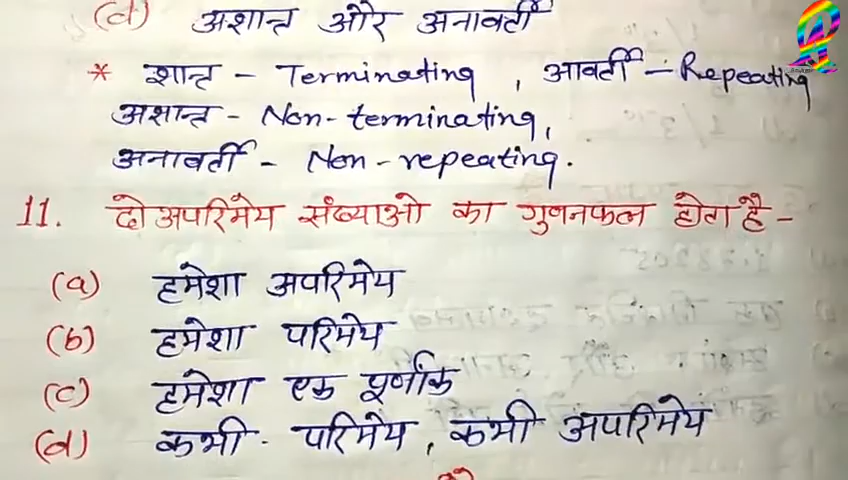 (d) अशान्त और अनावर्ती
* शान्त - Terminating , आवर्ती - Repeating
अशान्त - Non-terminating,
अनावर्ती - Non-repeating.
11. दो अपरिमेय संख्याओ का गुणनफल होता है -
(a) हमेशा अपरिमेय
(b) हमेशा परिमेय
(c) हमेशा एक पूर्णांक
(d) कभी परिमेय, कभी अपरिमेय